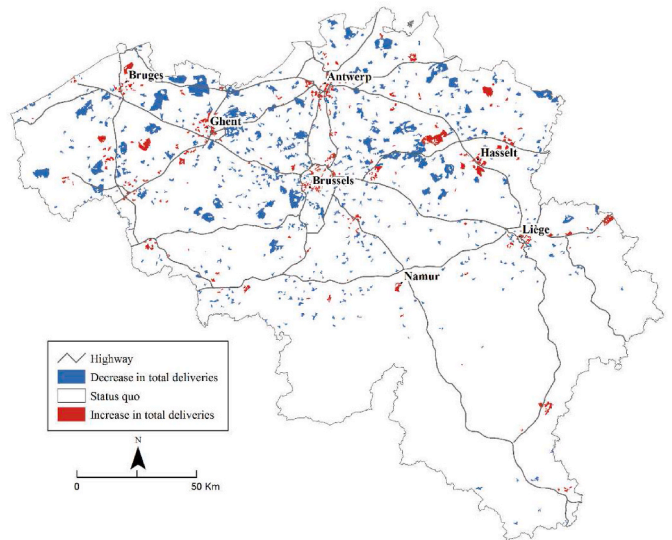 Bruges
Antwerp
Ghent
Hasselt
Brussels
Liège
Namur
Highway
Decrease in total deliveries
Status quo
Increase in total deliveries
N
0 50 Km